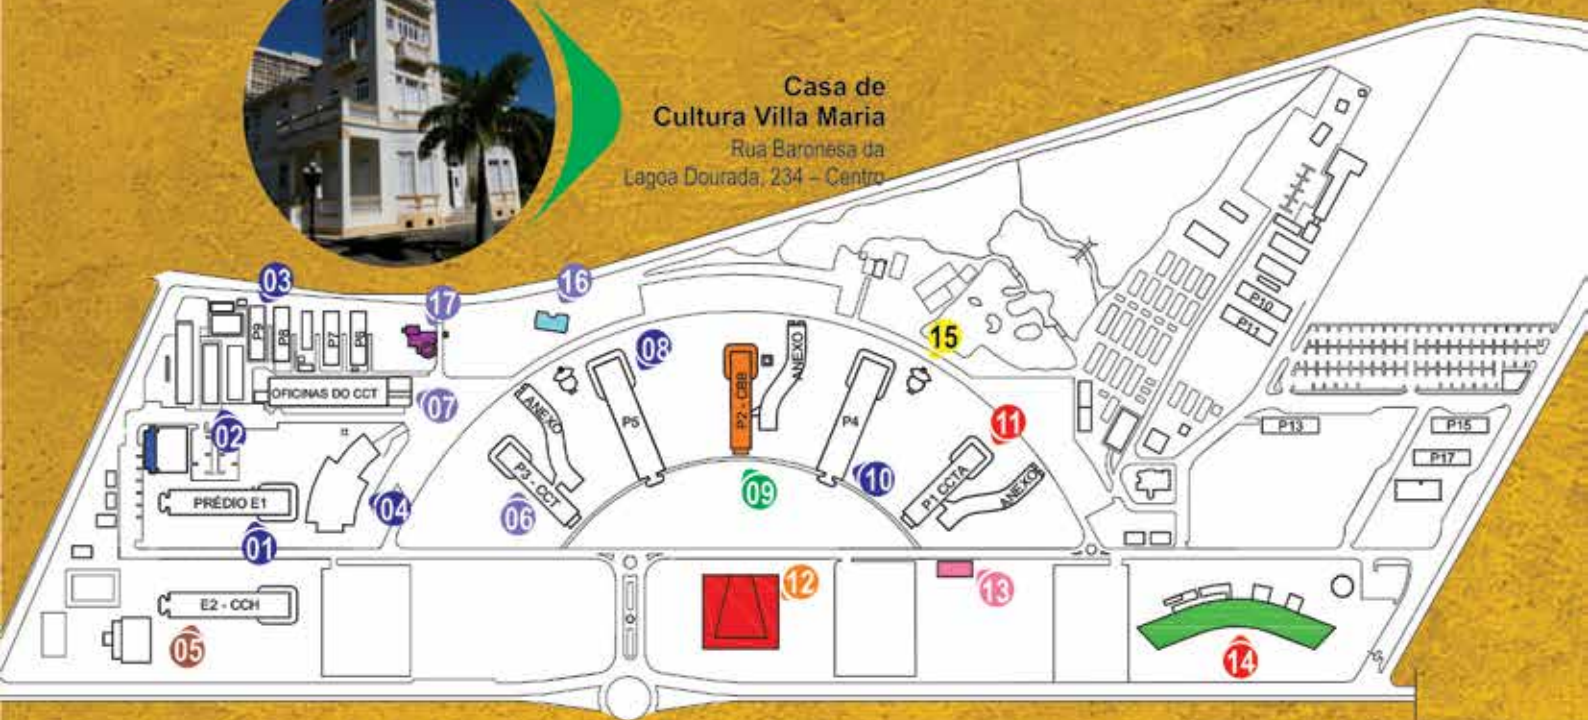 Casa de
Cultura Villa Maria
Rua Baronesa da
Lagoa Dourada, 234 – Centro
03
17
16
P9
P8
P7
P6
OFICINAS DO CCT
07
02
PRÉDIO E1
01
04
E2 - CCH
05
08
15
ANEXO
P3 - CCT
06
P5
P2 - CBB
ANEXO
09
P4
10
11
P1 CCTA
ANEXO
12
13
14
P10
P11
P13
P15
P17